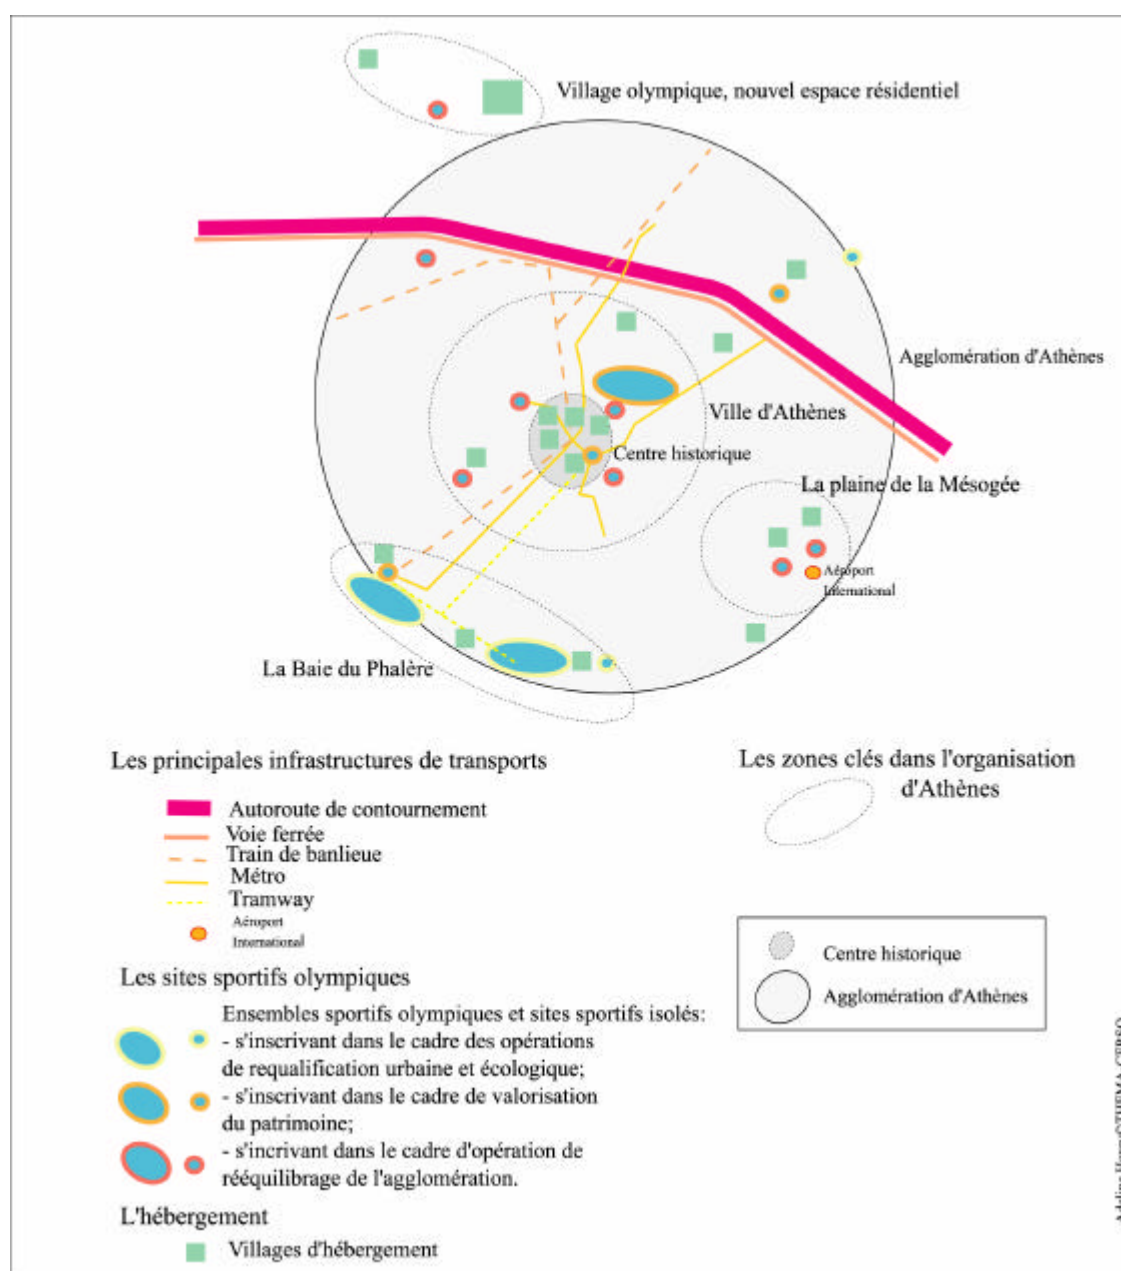 Village olympique, nouvel espace résidentiel
Agglomération d'Athènes
Ville d'Athènes
Centre historique
La plaine de la Mésogée
Aéroport
International
La Baie du Phalère
Les principales infrastructures de transports
Autoroute de contournement
Voie ferrée
Train de banlieue
Métro
Tramway
Aéroport
International
Les zones clés dans l'organisation
d'Athènes
Centre historique
Agglomération d'Athènes
Les sites sportifs olympiques
Ensembles sportifs olympiques et sites sportifs isolés:
- s'inscrivant dans le cadre des opérations
de requalification urbaine et écologique;
- s'inscrivant dans le cadre de valorisation
du patrimoine;
- s'incrivant dans le cadre d'opération de
rééquilibrage de l'agglomération.
L'hébergement
Villages d'hébergement